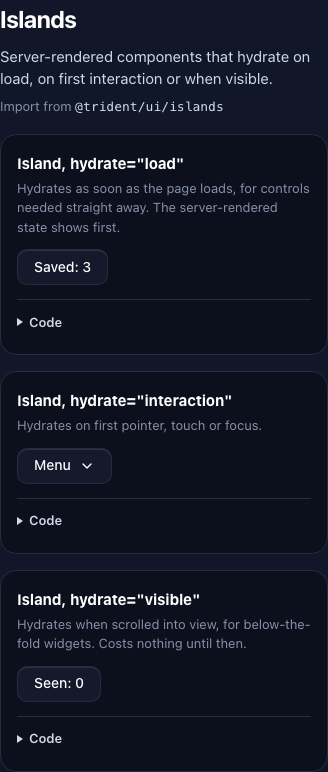 Islands
Server-rendered components that hydrate on
load, on first interaction or when visible.
Import from @trident/ui/islands
Island, hydrate="load"
Hydrates as soon as the page loads, for controls
needed straight away. The server-rendered
state shows first.
Saved: 3
Code
Island, hydrate="interaction"
Hydrates on first pointer, touch or focus.
Menu
Code
Island, hydrate="visible"
Hydrates when scrolled into view, for below-the-
fold widgets. Costs nothing until then.
Seen: 0
Code